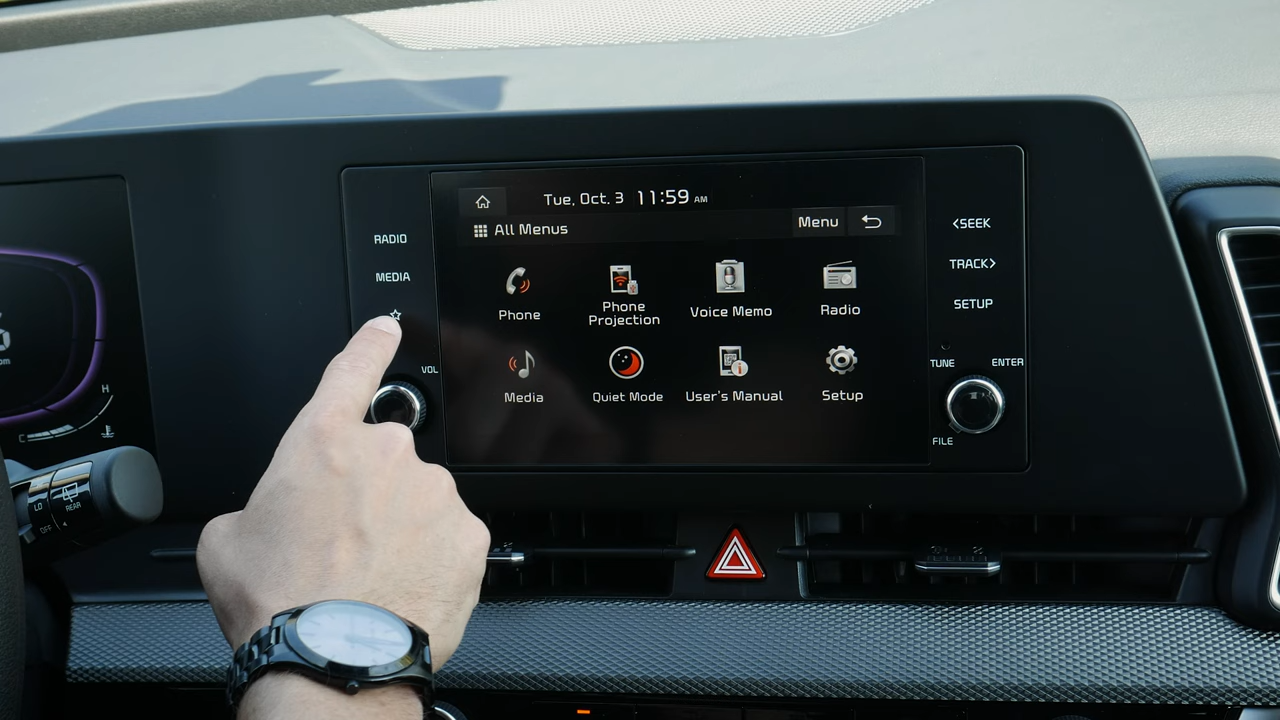 Tue, Oct. 3 11:59 AM
All Menus
Menu
RADIO
MEDIA
VOL
Phone
Phone Projection
Voice Memo
Radio
Media
Quiet Mode
User's Manual
Setup
<SEEK
TRACK>
SETUP
TUNE
ENTER
FILE
H
LO
REAR
OFF